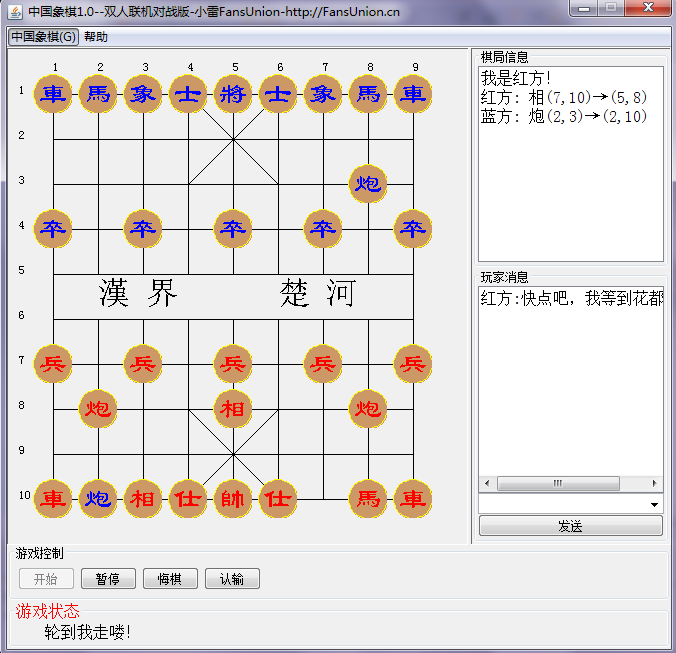 中国象棋1.0--双人联机对战版-小雷FansUnion-http://FansUnion.cn
中国象棋(G) 帮助
1 2 3 4 5 6 7 8 9
1 車 馬 象 士 將 士 象 馬 車
2
3 炮
4 卒 卒 卒 卒 卒
5
漢 界 楚 河
6
7 兵 兵 兵 兵 兵
8 炮 相 炮
9
10 車 炮 相 仕 帥 仕 馬 車
棋局信息
我是红方!
红方: 相(7,10)→(5,8)
蓝方: 炮(2,3)→(2,10)
玩家消息
红方:快点吧，我等到花都
发送
游戏控制
开始 暂停 悔棋 认输
游戏状态
轮到我走喽!